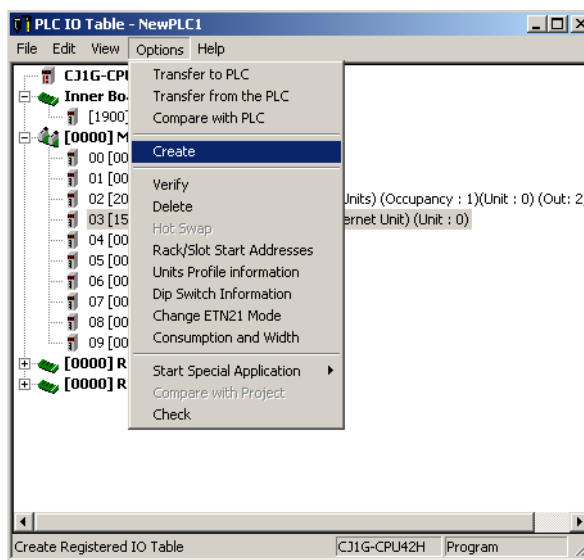 PLC IO Table - NewPLC1
File Edit View Options Help
CJ1G-CPU
Inner Bo
[1900]
[0000] M
00 [00
01 [00
02 [20 Units) (Occupancy : 1)(Unit : 0) (Out: 2
03 [15 ernet Unit) (Unit : 0)
04 [00
05 [00
06 [00
07 [00
08 [00
09 [00
[0000] R
[0000] R
Transfer to PLC
Transfer from the PLC
Compare with PLC
Create
Verify
Delete
Hot Swap
Rack/Slot Start Addresses
Units Profile information
Dip Switch Information
Change ETN21 Mode
Consumption and Width
Start Special Application
Compare with Project
Check
Create Registered IO Table CJ1G-CPU42H Program